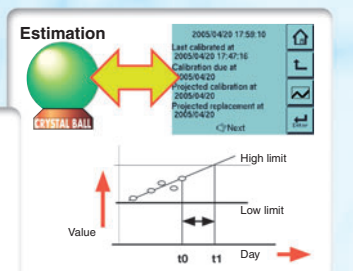 Estimation
CRYSTAL BALL
2005/04/20 17:59:10
Last calibrated at
2005/04/20 17:47:16
Calibration due at
2005/04/20
Projected calibration at
2005/04/20
Projected replacement at
2005/04/20
Next
Enter
High limit
Low limit
Value
Day
t0 t1